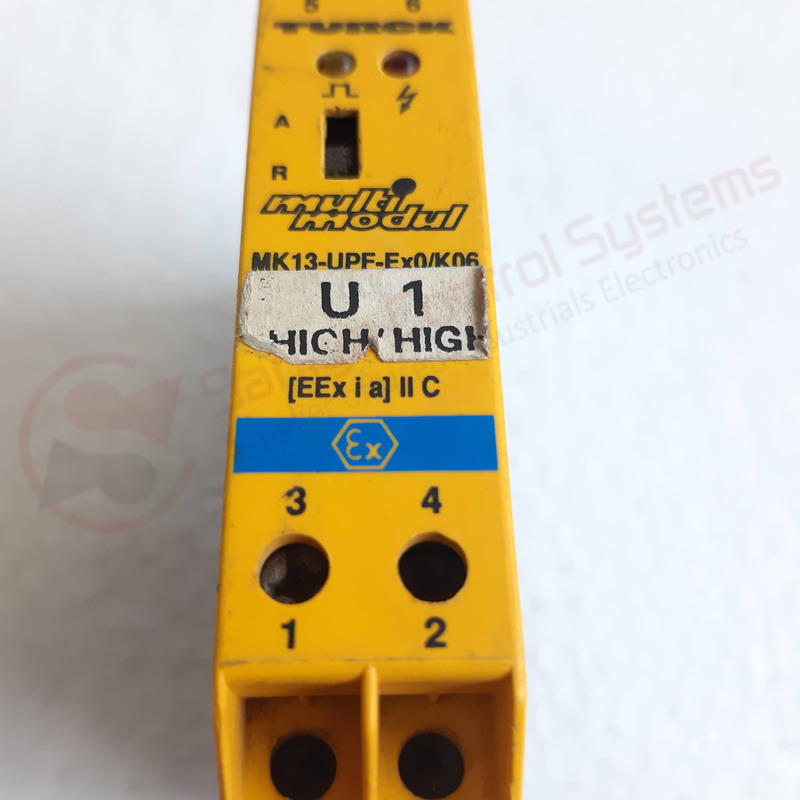 5 6
TURCK
A
R
multi
modul
MK13-UPF-Ex0/K06
U 1
HIGH/HIGH
[EEx i a] II C
Ex
3 4
1 2